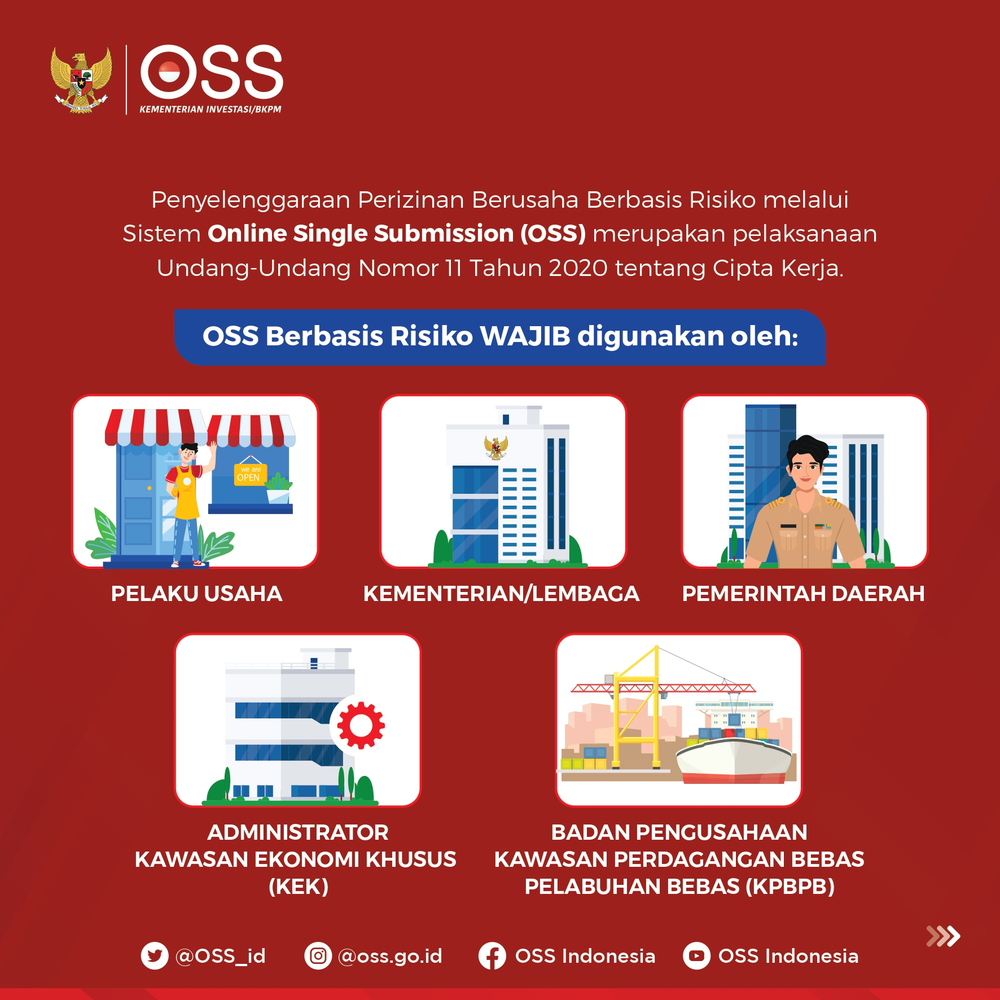 OSS
KEMENTERIAN INVESTASI/BKPM
Penyelenggaraan Perizinan Berusaha Berbasis Risiko melalui
Sistem Online Single Submission (OSS) merupakan pelaksanaan
Undang-Undang Nomor 11 Tahun 2020 tentang Cipta Kerja.
OSS Berbasis Risiko WAJIB digunakan oleh:
we are
OPEN
PELAKU USAHA
KEMENTERIAN/LEMBAGA
PEMERINTAH DAERAH
ADMINISTRATOR
KAWASAN EKONOMI KHUSUS
(KEK)
BADAN PENGUSAHAAN
KAWASAN PERDAGANGAN BEBAS
PELABUHAN BEBAS (KPBPB)
@OSS_id
@oss.go.id
OSS Indonesia
OSS Indonesia